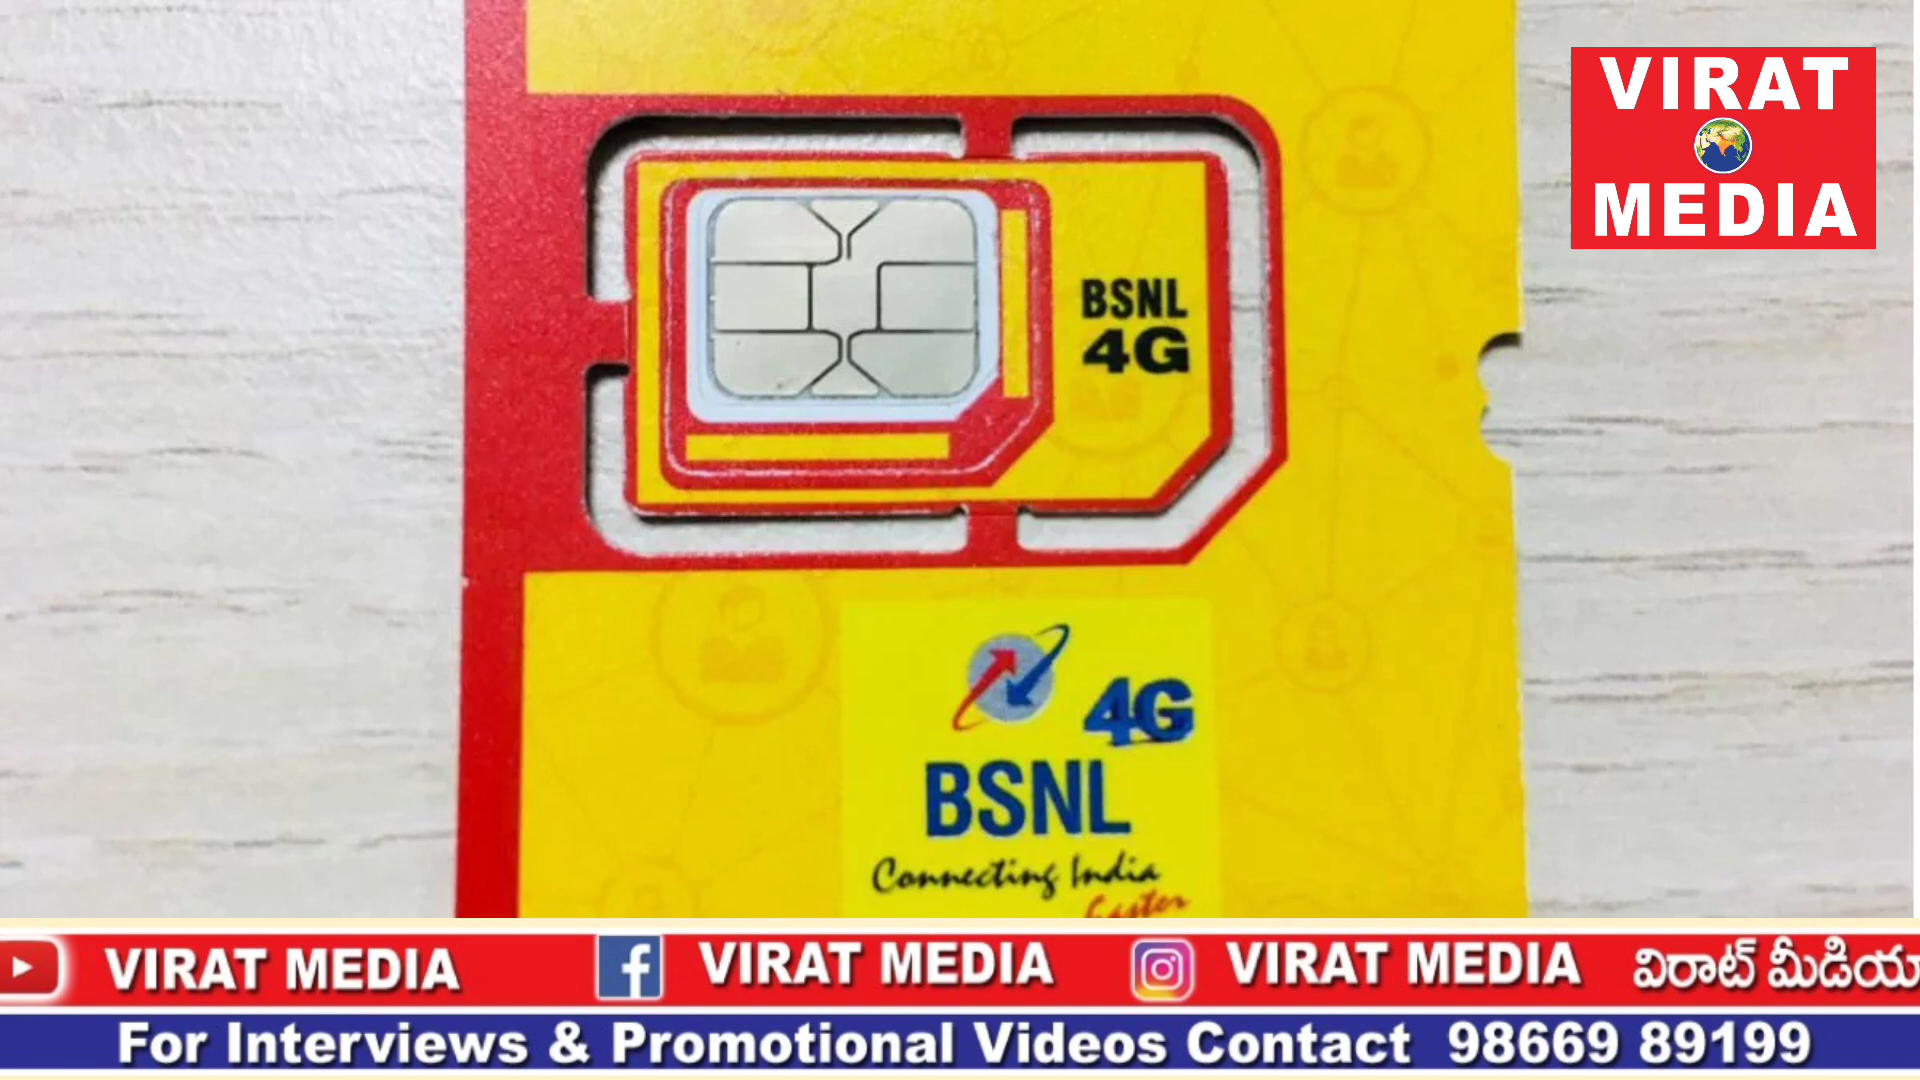 VIRAT
MEDIA
BSNL
4G
4G
BSNL
Connecting India
faster
VIRAT MEDIA
VIRAT MEDIA
VIRAT MEDIA
విరాట్ మీడియా
For Interviews & Promotional Videos Contact 98669 89199